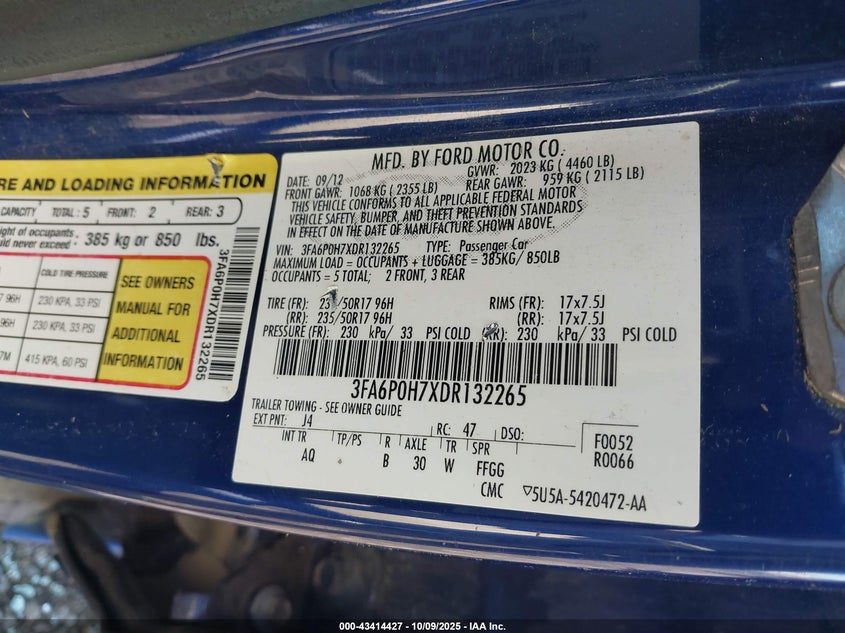 RE AND LOADING INFORMATION
CAPACITY TOTAL: 5 FRONT: 2 REAR: 3
ght of occupants
uld never exceed : 385 kg or 850 lbs.
COLD TIRE PRESSURE
7 96H 230 KPA, 33 PSI
96H 230 KPA, 33 PSI
7M 415 KPA, 60 PSI
SEE OWNERS
MANUAL FOR
ADDITIONAL
INFORMATION
3FA6P0H7XDR132265
MFD. BY FORD MOTOR CO.
DATE: 09/12 GVWR: 2023 KG ( 4460 LB)
FRONT GAWR: 1068 KG ( 2355 LB) REAR GAWR: 959 KG ( 2115 LB)
THIS VEHICLE CONFORMS TO ALL APPLICABLE FEDERAL MOTOR
VEHICLE SAFETY, BUMPER, AND THEFT PREVENTION STANDARDS
IN EFFECT ON THE DATE OF MANUFACTURE SHOWN ABOVE.
VIN: 3FA6P0H7XDR132265 TYPE: Passenger Car
MAXIMUM LOAD = OCCUPANTS + LUGGAGE = 385KG/ 850LB
OCCUPANTS = 5 TOTAL; 2 FRONT, 3 REAR
TIRE (FR): 235/50R17 96H RIMS (FR): 17x7.5J
(RR): 235/50R17 96H (RR): 17x7.5J
PRESSURE (FR): 230 kPa/ 33 PSI COLD (RR): 230 kPa/ 33 PSI COLD
3FA6P0H7XDR132265
TRAILER TOWING - SEE OWNER GUIDE
EXT PNT: J4 RC: 47 DSO:
INT TR TP/PS R AXLE TR SPR F0052
AQ B 30 W FFGG R0066
CMC ▽5U5A-5420472-AA
000-43414427 | 10/09/2025 - IAA Inc.